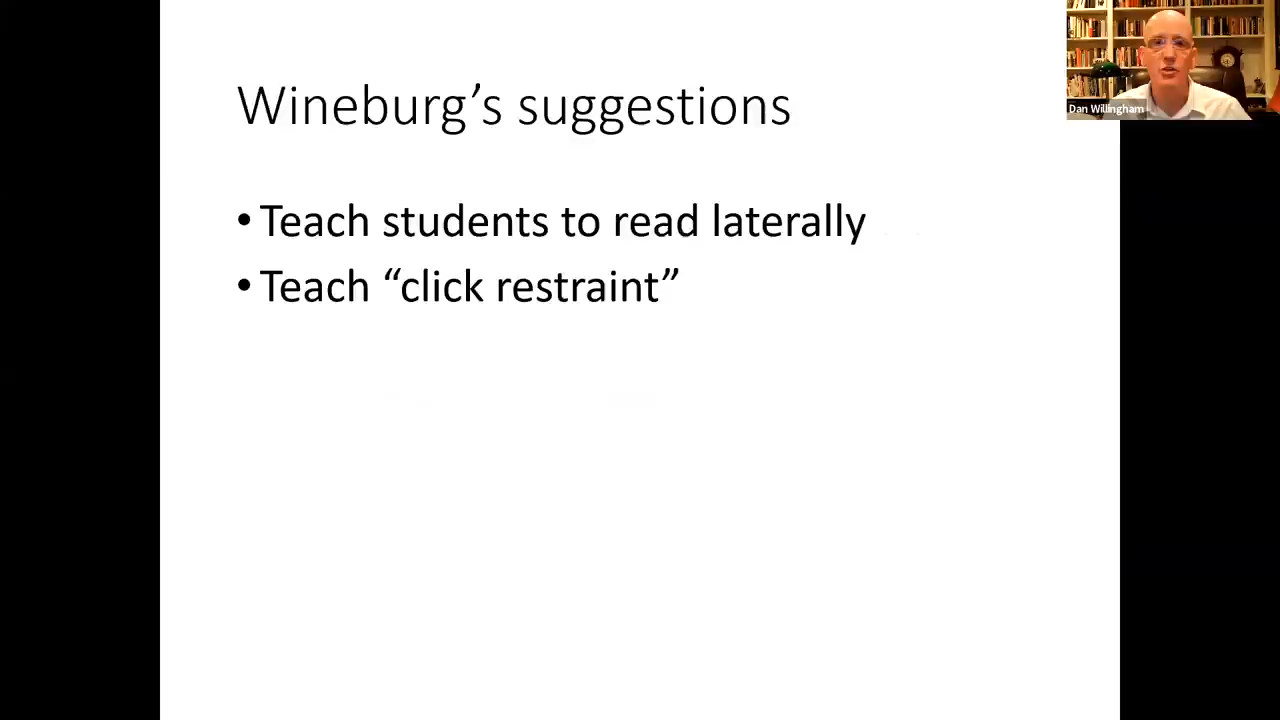 Wineburg’s suggestions
• Teach students to read laterally
• Teach “click restraint”
Dan Willingham